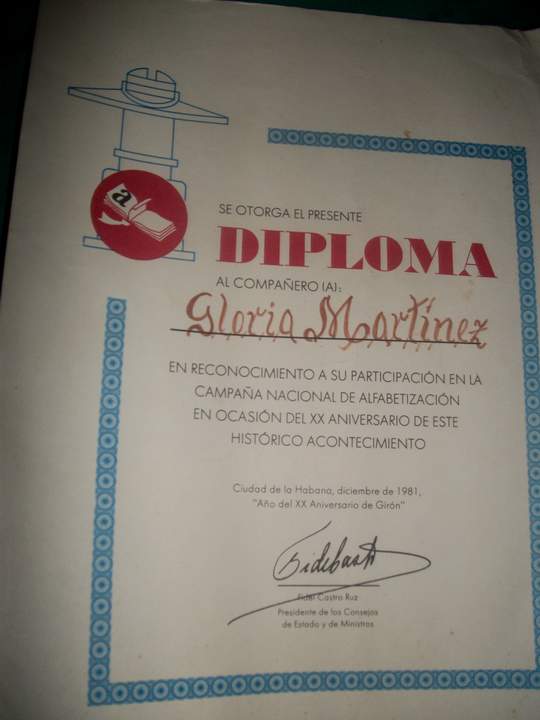 a
SE OTORGA EL PRESENTE
DIPLOMA
AL COMPAÑERO (A):
Gloria Martínez
EN RECONOCIMIENTO A SU PARTICIPACIÓN EN LA
CAMPAÑA NACIONAL DE ALFABETIZACIÓN
EN OCASIÓN DEL XX ANIVERSARIO DE ESTE
HISTÓRICO ACONTECIMIENTO
Ciudad de la Habana, diciembre de 1981,
"Año del XX Aniversario de Girón"
Fidel Castro Ruz
Presidente de los Consejos
de Estado y de Ministros